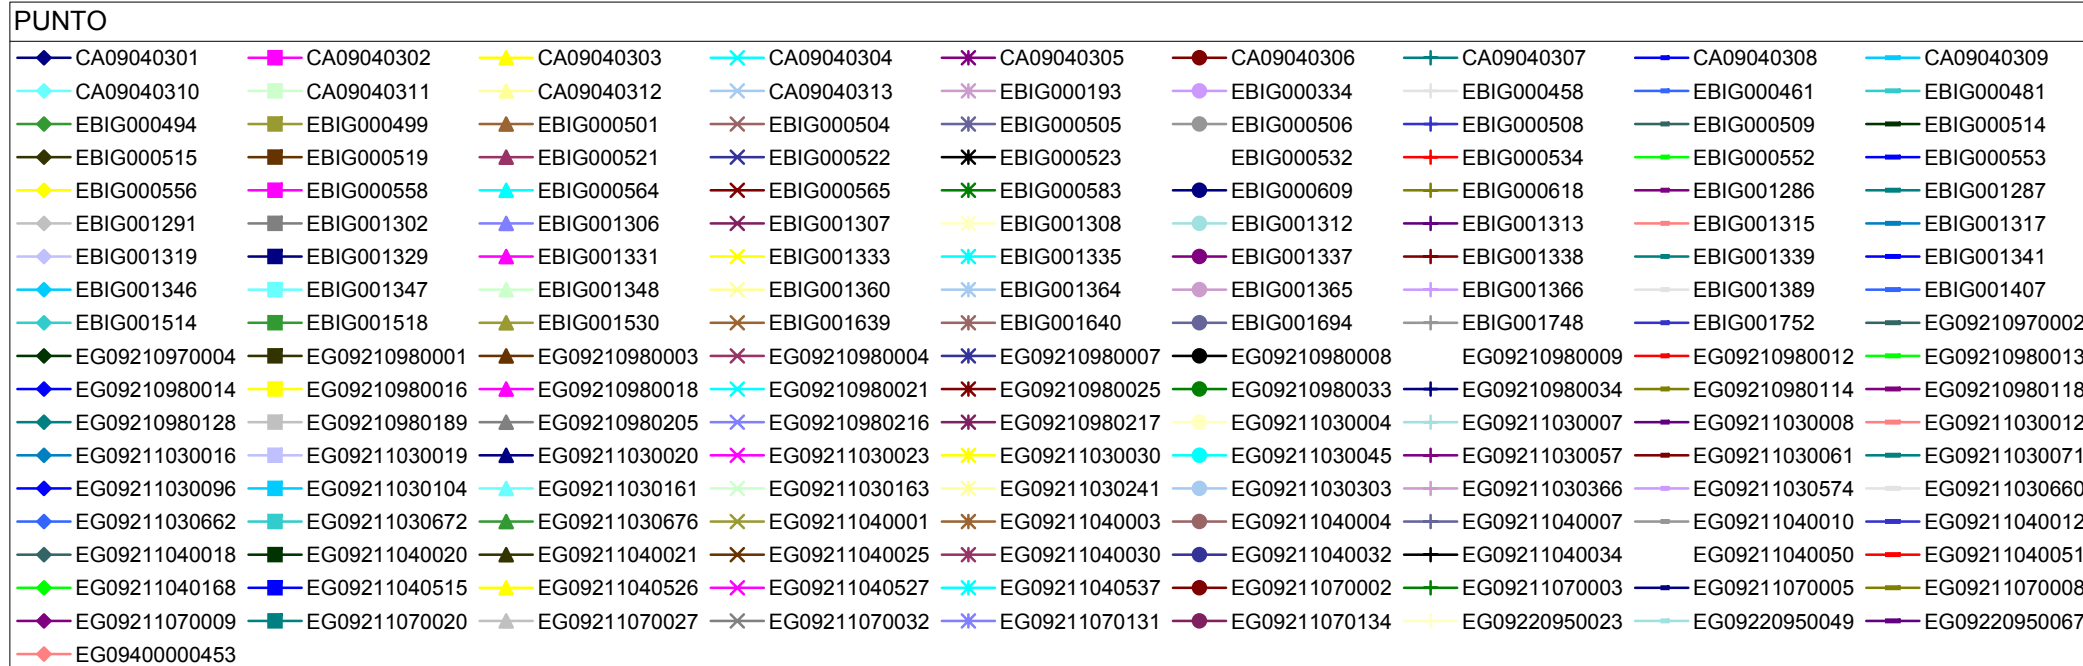 PUNTO
CA09040301 CA09040302 CA09040303 CA09040304 CA09040305 CA09040306 CA09040307 CA09040308 CA09040309
CA09040310 CA09040311 CA09040312 CA09040313 EBIG000193 EBIG000334 EBIG000458 EBIG000461 EBIG000481
EBIG000494 EBIG000499 EBIG000501 EBIG000504 EBIG000505 EBIG000506 EBIG000508 EBIG000509 EBIG000514
EBIG000515 EBIG000519 EBIG000521 EBIG000522 EBIG000523 EBIG000532 EBIG000534 EBIG000552 EBIG000553
EBIG000556 EBIG000558 EBIG000564 EBIG000565 EBIG000583 EBIG000609 EBIG000618 EBIG001286 EBIG001287
EBIG001291 EBIG001302 EBIG001306 EBIG001307 EBIG001308 EBIG001312 EBIG001313 EBIG001315 EBIG001317
EBIG001319 EBIG001329 EBIG001331 EBIG001333 EBIG001335 EBIG001337 EBIG001338 EBIG001339 EBIG001341
EBIG001346 EBIG001347 EBIG001348 EBIG001360 EBIG001364 EBIG001365 EBIG001366 EBIG001389 EBIG001407
EBIG001514 EBIG001518 EBIG001530 EBIG001639 EBIG001640 EBIG001694 EBIG001748 EBIG001752 EG09210970002
EG09210970004 EG09210980001 EG09210980003 EG09210980004 EG09210980007 EG09210980008 EG09210980009 EG09210980012 EG09210980013
EG09210980014 EG09210980016 EG09210980018 EG09210980021 EG09210980025 EG09210980033 EG09210980034 EG09210980114 EG09210980118
EG09210980128 EG09210980189 EG09210980205 EG09210980216 EG09210980217 EG09211030004 EG09211030007 EG09211030008 EG09211030012
EG09211030016 EG09211030019 EG09211030020 EG09211030023 EG09211030030 EG09211030045 EG09211030057 EG09211030061 EG09211030071
EG09211030096 EG09211030104 EG09211030161 EG09211030163 EG09211030241 EG09211030303 EG09211030366 EG09211030574 EG09211030660
EG09211030662 EG09211030672 EG09211030676 EG09211040001 EG09211040003 EG09211040004 EG09211040007 EG09211040010 EG09211040012
EG09211040018 EG09211040020 EG09211040021 EG09211040025 EG09211040030 EG09211040032 EG09211040034 EG09211040050 EG09211040051
EG09211040168 EG09211040515 EG09211040526 EG09211040527 EG09211040537 EG09211070002 EG09211070003 EG09211070005 EG09211070008
EG09211070009 EG09211070020 EG09211070027 EG09211070032 EG09211070131 EG09211070134 EG09220950023 EG09220950049 EG09220950067
EG09400000453